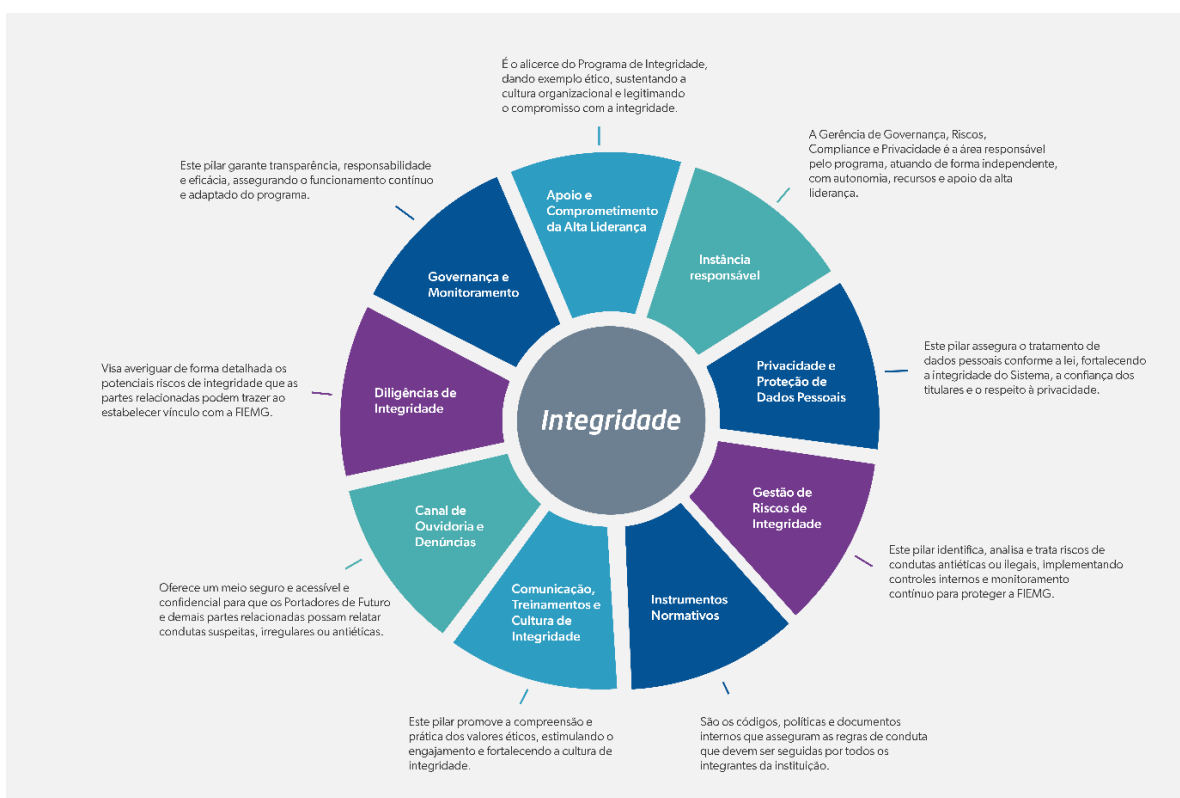 É o alicerce do Programa de Integridade,
dando exemplo ético, sustentando a
cultura organizacional e legitimando
o compromisso com a integridade.
Apoio e
Comprometimento
da Alta Liderança
A Gerência de Governança, Riscos,
Compliance e Privacidade é a área responsável
pelo programa, atuando de forma independente,
com autonomia, recursos e apoio da alta
liderança.
Instância
responsável
Este pilar assegura o tratamento de
dados pessoais conforme a lei, fortalecendo
a integridade do Sistema, a confiança dos
titulares e o respeito à privacidade.
Privacidade e
Proteção de
Dados Pessoais
Este pilar identifica, analisa e trata riscos de
condutas antiéticas ou ilegais, implementando
controles internos e monitoramento
contínuo para proteger a FIEMG.
Gestão de
Riscos de
Integridade
São os códigos, políticas e documentos
internos que asseguram as regras de conduta
que devem ser seguidas por todos os
integrantes da instituição.
Instrumentos
Normativos
Este pilar promove a compreensão e
prática dos valores éticos, estimulando o
engajamento e fortalecendo a cultura de
integridade.
Comunicação,
Treinamentos e
Cultura de
Integridade
Oferece um meio seguro e acessível e
confidencial para que os Portadores de Futuro
e demais partes relacionadas possam relatar
condutas suspeitas, irregulares ou antiéticas.
Canal de
Ouvidoria e
Denúncias
Visa averiguar de forma detalhada os
potenciais riscos de integridade que as
partes relacionadas podem trazer ao
estabelecer vínculo com a FIEMG.
Diligências de
Integridade
Este pilar garante transparência, responsabilidade
e eficácia, assegurando o funcionamento contínuo
e adaptado do programa.
Governança e
Monitoramento
Integridade